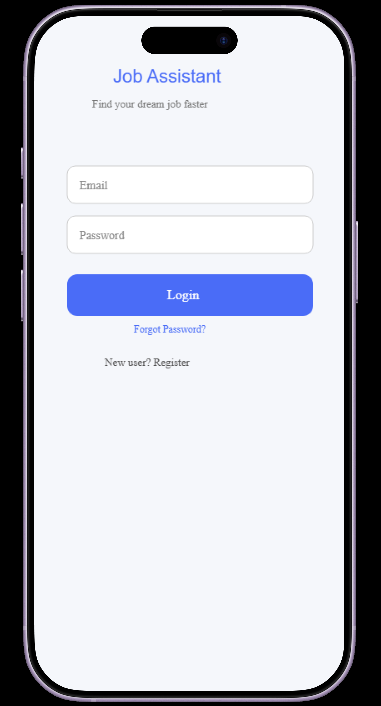 Job Assistant
Find your dream job faster
Email
Password
Login
Forgot Password?
New user? Register